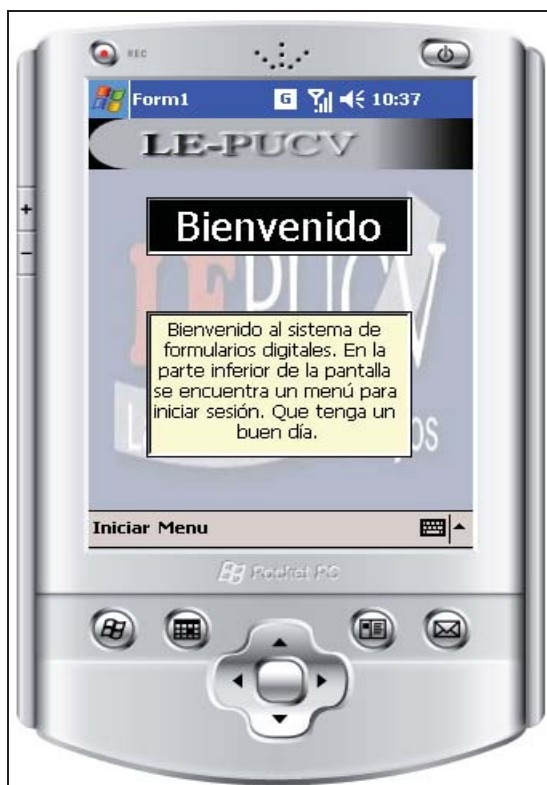 REC
Form1 G 10:37
LE-PUCV
Bienvenido
Bienvenido al sistema de
formularios digitales. En la
parte inferior de la pantalla
se encuentra un menú para
iniciar sesión. Que tenga un
buen día.
Iniciar Menu
Pocket PC
+
-